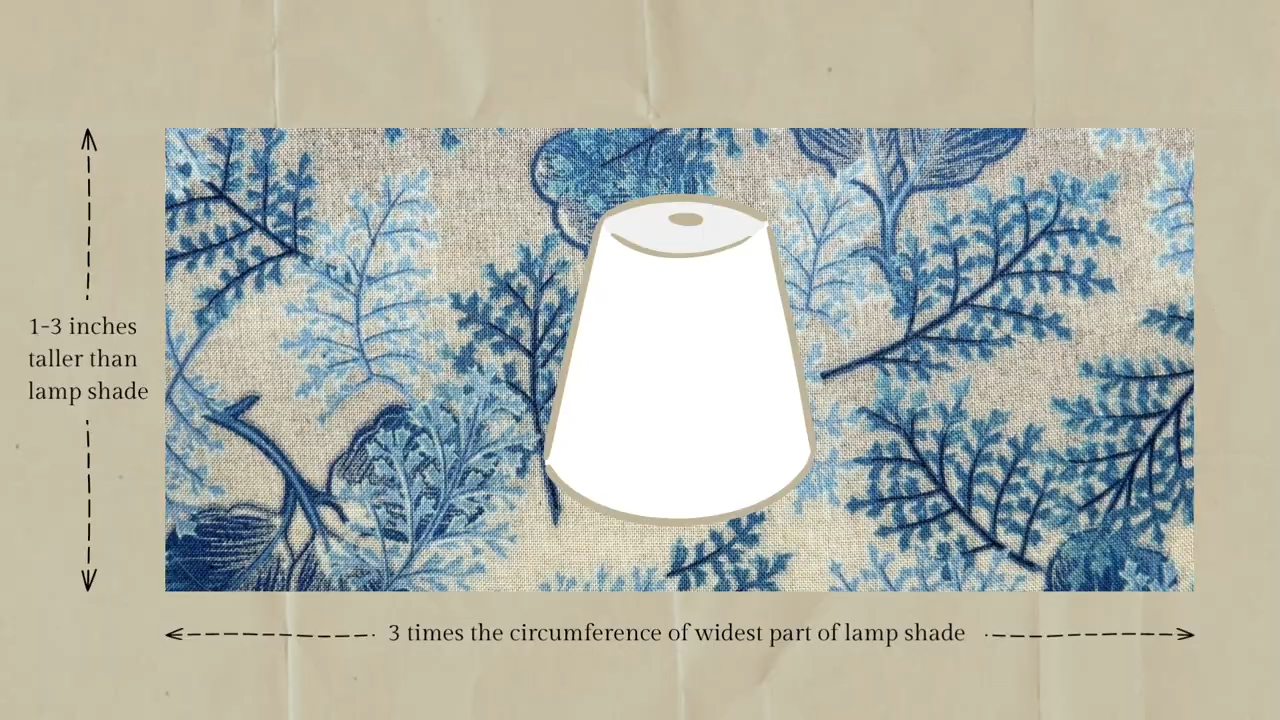 1-3 inches
taller than
lamp shade
3 times the circumference of widest part of lamp shade